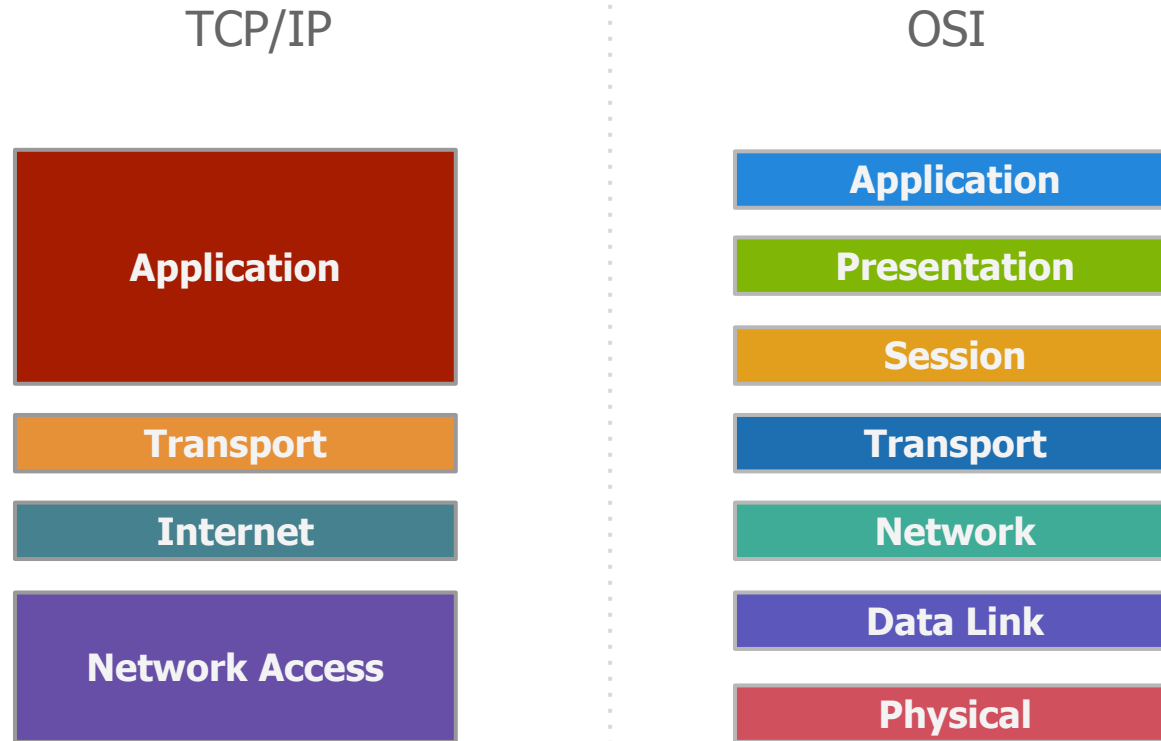 TCP/IP
Application
Transport
Internet
Network Access
OSI
Application
Presentation
Session
Transport
Network
Data Link
Physical